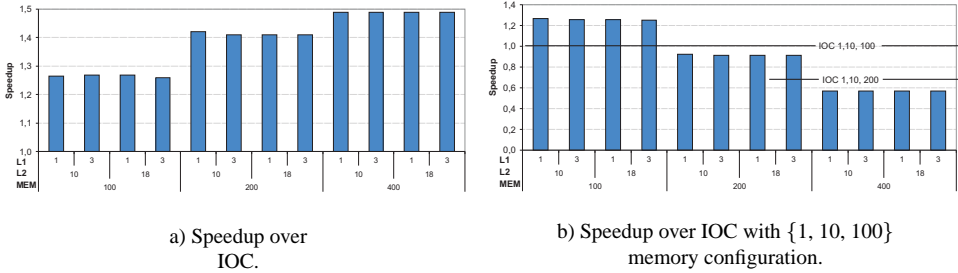 1,5
1,4
1,3
1,2
1,1
1,0
Speedup
L1 1 3 1 3 1 3 1 3 1 3 1 3
L2 10 18 10 18 10 18
MEM 100 200 400
a) Speedup over
IOC.
1,4
1,2
1,0
0,8
0,6
0,4
0,2
0,0
Speedup
IOC 1,10, 100
IOC 1,10, 200
L1 1 3 1 3 1 3 1 3 1 3 1 3
L2 10 18 10 18 10 18
MEM 100 200 400
b) Speedup over IOC with {1, 10, 100}
memory configuration.